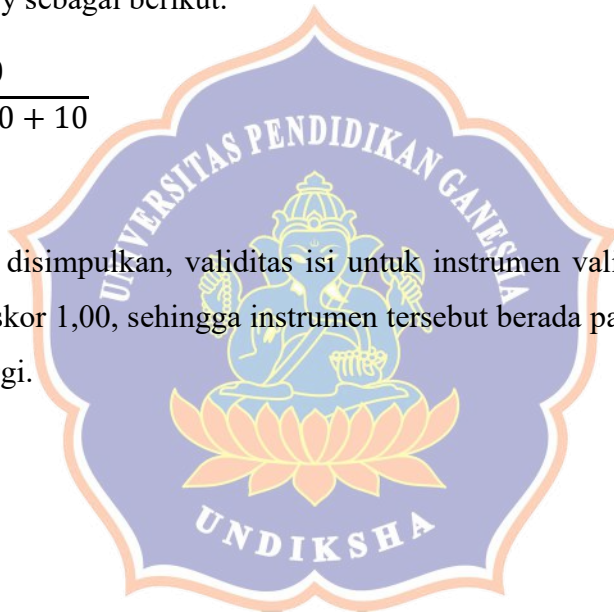 y sebagai berikut.
0
0 + 10
UNIVERSITAS PENDIDIKAN GANESHA
disimpulkan, validitas isi untuk instrumen vali
skor 1,00, sehingga instrumen tersebut berada pa
gi.
UNDIKSHA